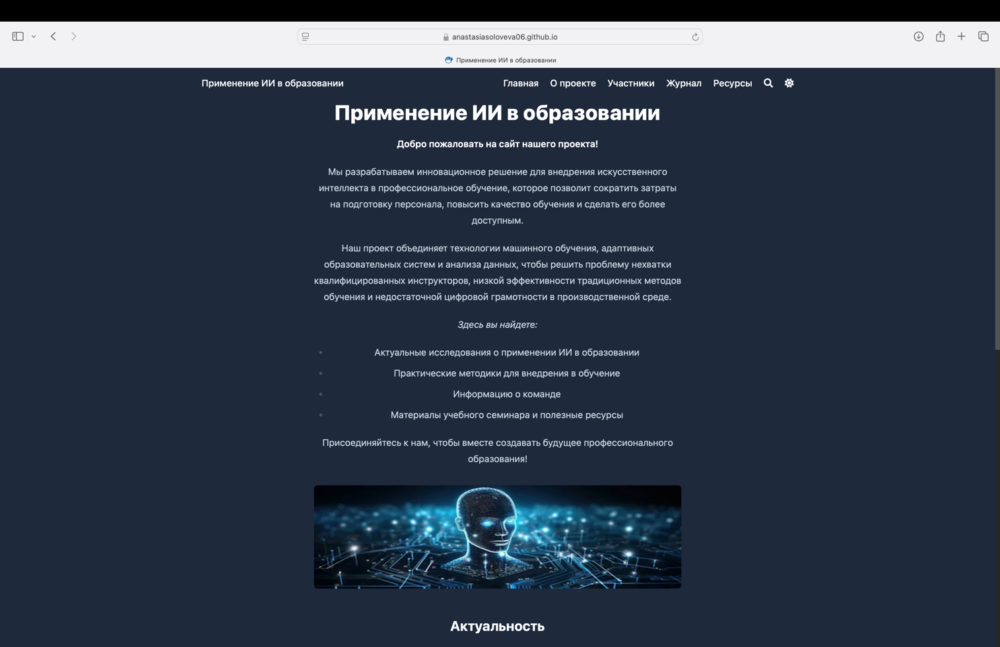 anastasiasoloveva06.github.io
Применение ИИ в образовании
Применение ИИ в образовании
Главная
О проекте
Участники
Журнал
Ресурсы
Применение ИИ в образовании
Добро пожаловать на сайт нашего проекта!
Мы разрабатываем инновационное решение для внедрения искусственного
интеллекта в профессиональное обучение, которое позволит сократить затраты
на подготовку персонала, повысить качество обучения и сделать его более
доступным.
Наш проект объединяет технологии машинного обучения, адаптивных
образовательных систем и анализа данных, чтобы решить проблему нехватки
квалифицированных инструкторов, низкой эффективности традиционных методов
обучения и недостаточной цифровой грамотности в производственной среде.
Здесь вы найдете:
Актуальные исследования о применении ИИ в образовании
Практические методики для внедрения в обучение
Информацию о команде
Материалы учебного семинара и полезные ресурсы
Присоединяйтесь к нам, чтобы вместе создавать будущее профессионального
образования!
Актуальность